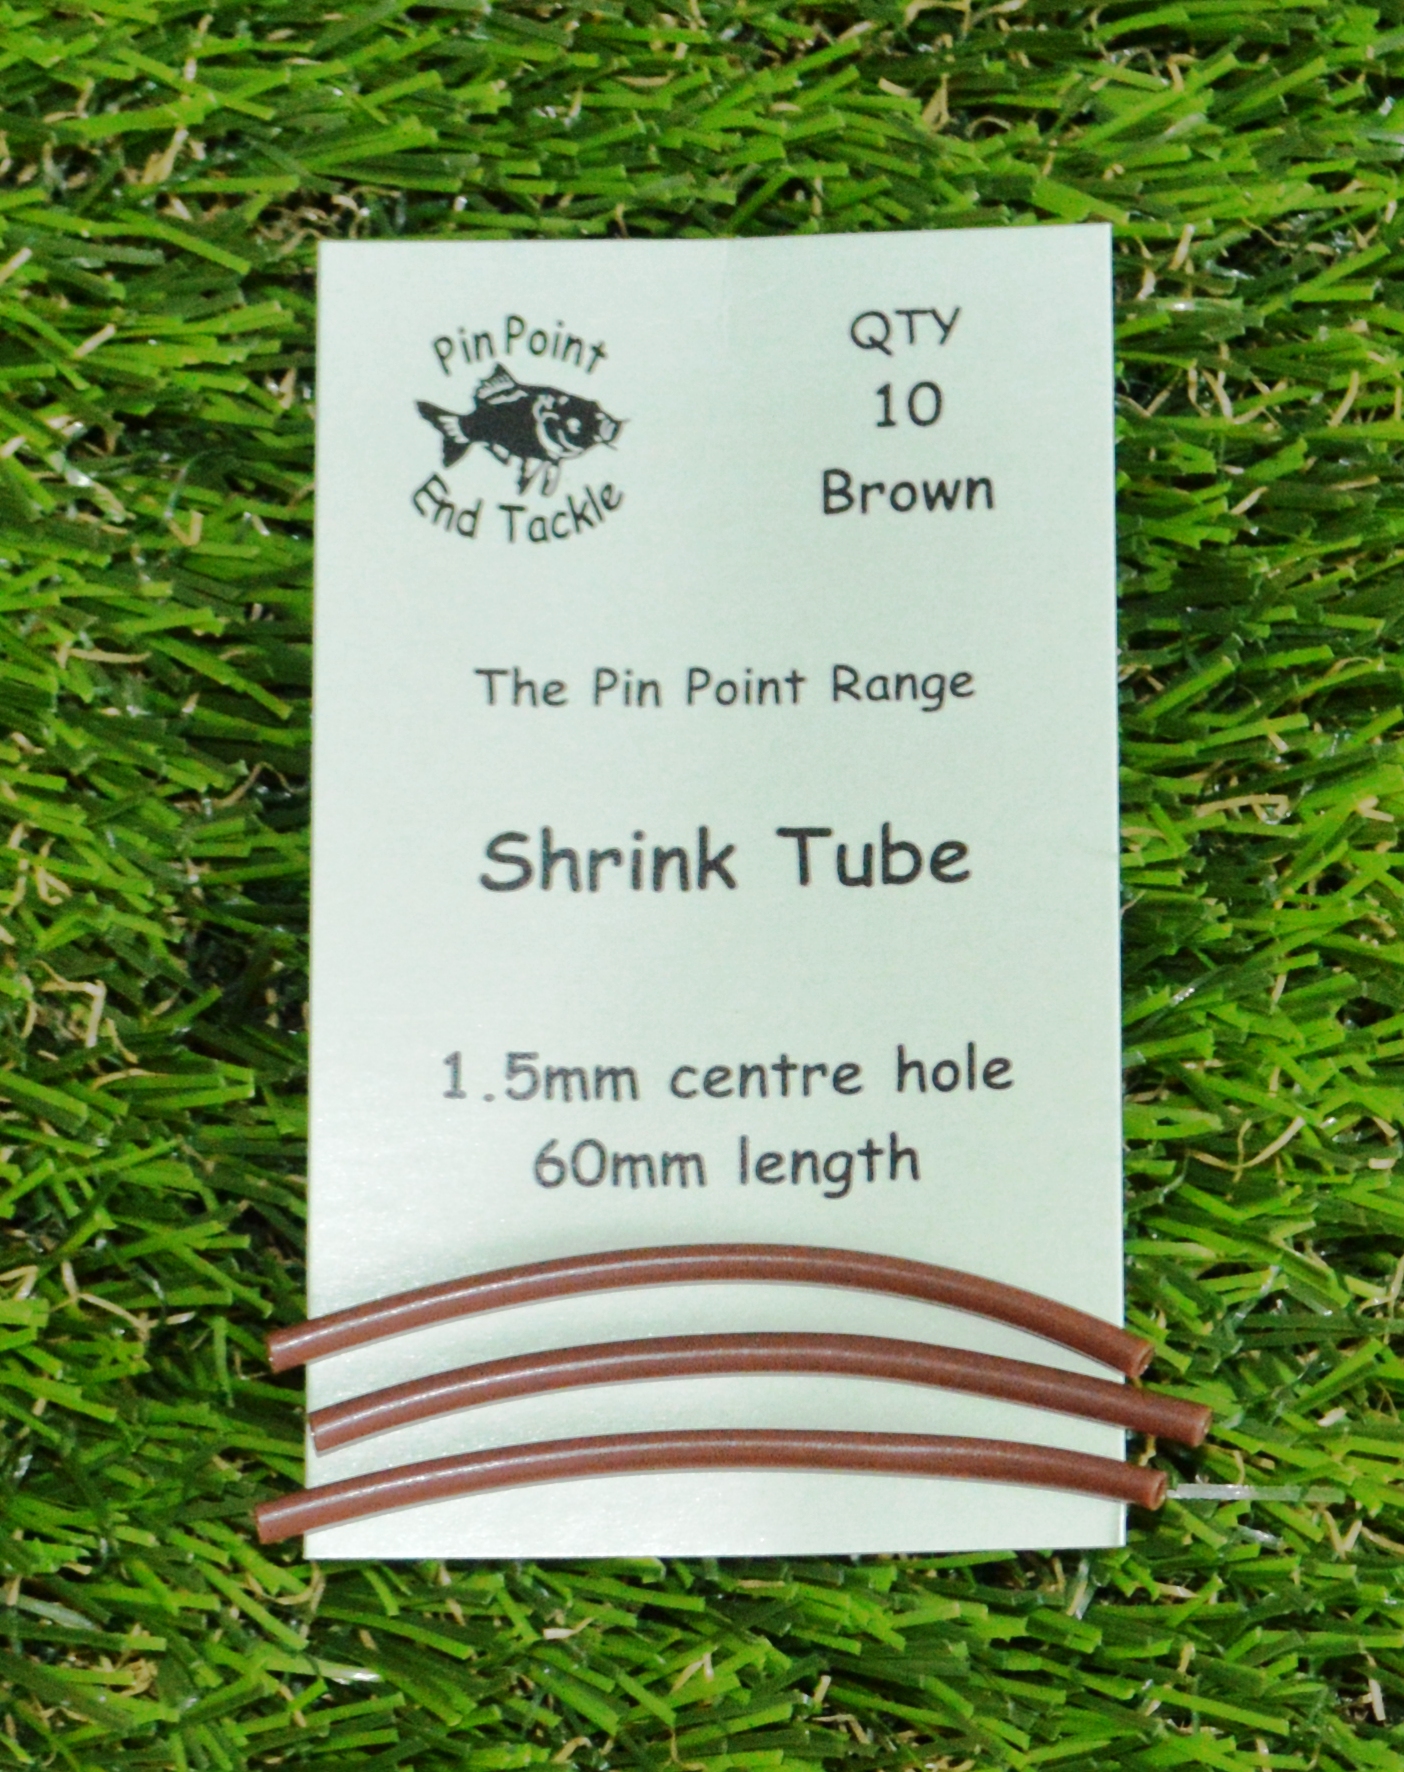 Pin Point
End Tackle
QTY
10
Brown
The Pin Point Range
Shrink Tube
1.5mm centre hole
60mm length